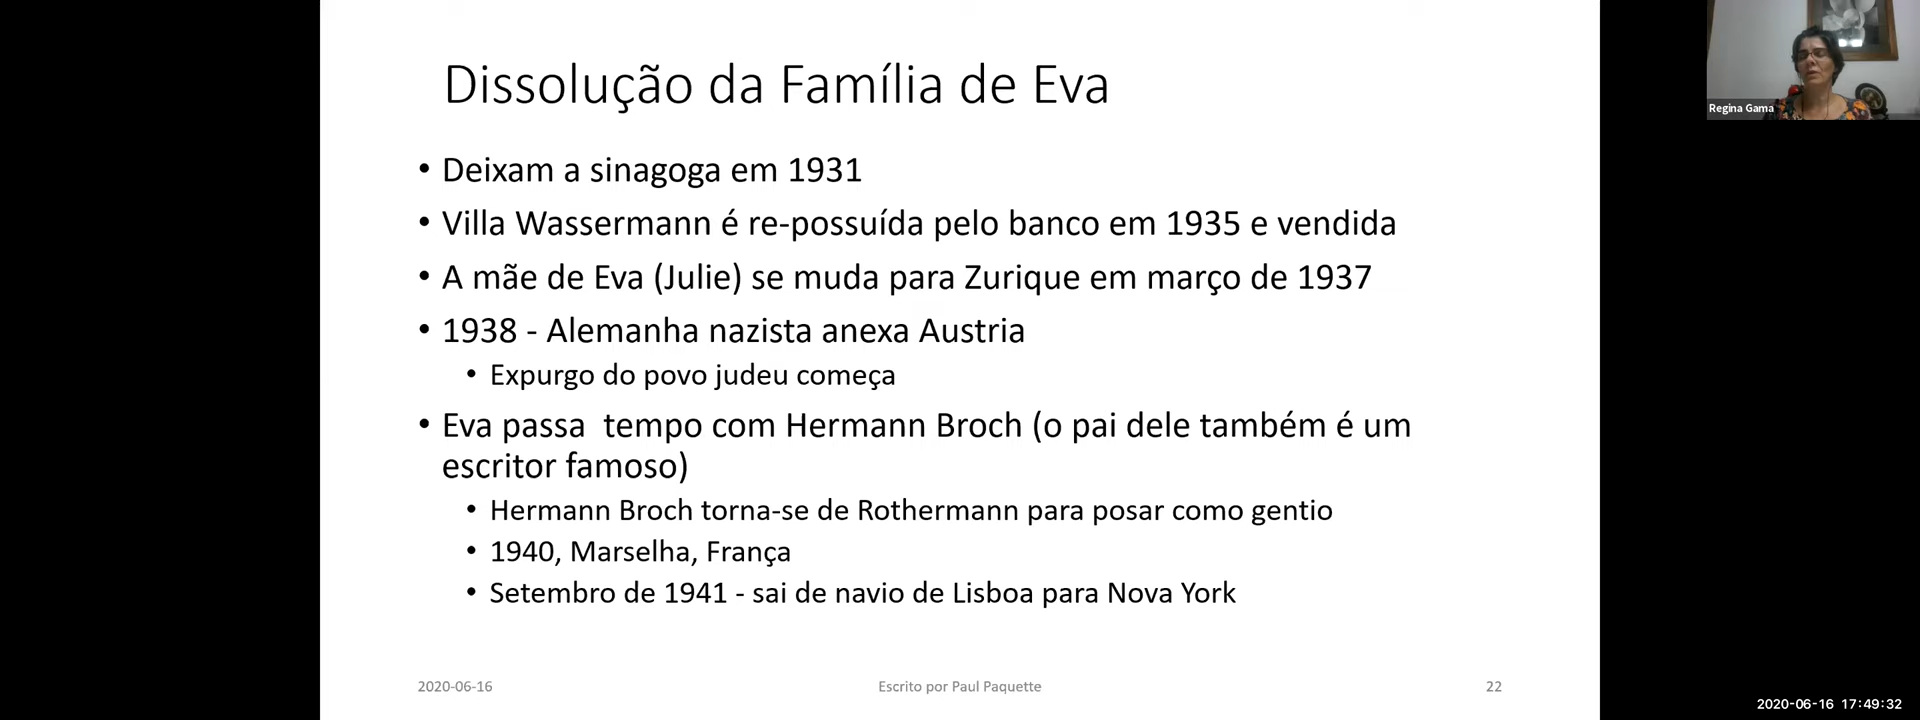 Dissolução da Família de Eva
Regina Gama
• Deixam a sinagoga em 1931
• Villa Wassermann é re-possuída pelo banco em 1935 e vendida
• A mãe de Eva (Julie) se muda para Zurique em março de 1937
• 1938 - Alemanha nazista anexa Austria
• Expurgo do povo judeu começa
• Eva passa  tempo com Hermann Broch (o pai dele também é um
escritor famoso)
• Hermann Broch torna-se de Rothermann para posar como gentio
• 1940, Marselha, França
• Setembro de 1941 - sai de navio de Lisboa para Nova York
2020-06-16
Escrito por Paul Paquette
22
2020-06-16 17:49:32